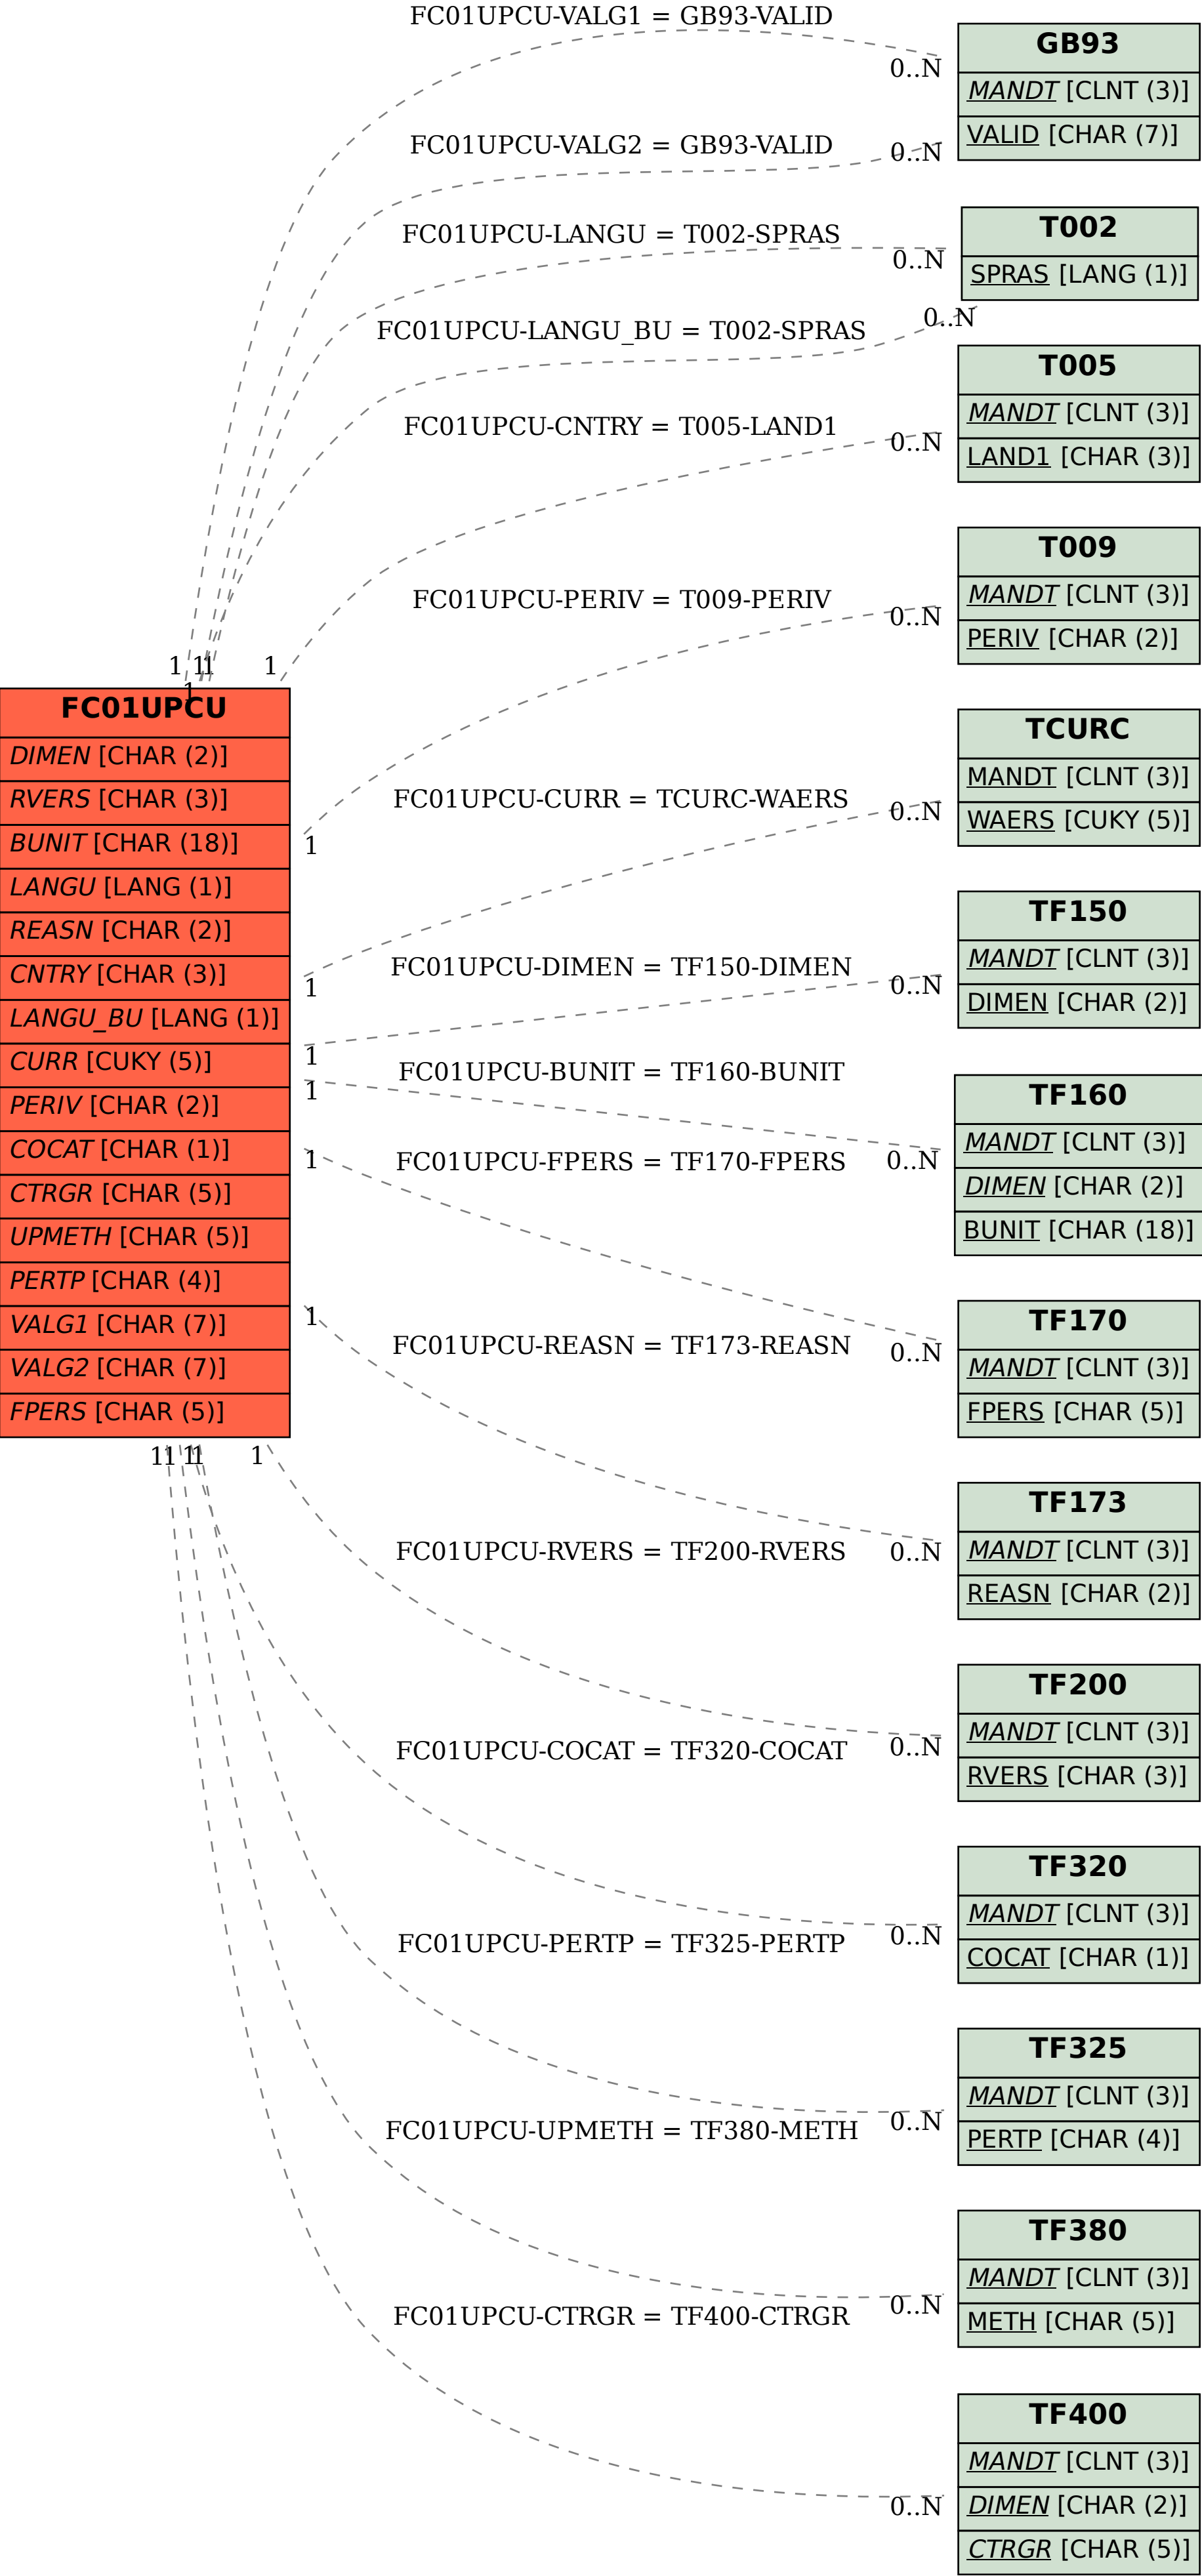 FC01UPCU-VALG1 = GB93-VALID
0..N
GB93
MANDT [CLNT (3)]
VALID [CHAR (7)]
FC01UPCU-VALG2 = GB93-VALID
0..N
T002
SPRAS [LANG (1)]
FC01UPCU-LANGU = T002-SPRAS
0..N
FC01UPCU-LANGU_BU = T002-SPRAS
0..N
T005
MANDT [CLNT (3)]
LAND1 [CHAR (3)]
FC01UPCU-CNTRY = T005-LAND1
0..N
T009
MANDT [CLNT (3)]
PERIV [CHAR (2)]
FC01UPCU-PERIV = T009-PERIV
0..N
1
1
1
1
1
FC01UPCU
DIMEN [CHAR (2)]
RVERS [CHAR (3)]
BUNIT [CHAR (18)]
LANGU [LANG (1)]
REASN [CHAR (2)]
CNTRY [CHAR (3)]
LANGU_BU [LANG (1)]
CURR [CUKY (5)]
PERIV [CHAR (2)]
COCAT [CHAR (1)]
CTRGR [CHAR (5)]
UPMETH [CHAR (5)]
PERTP [CHAR (4)]
VALG1 [CHAR (7)]
VALG2 [CHAR (7)]
FPERS [CHAR (5)]
1
1
1
1
1
1
TCURC
MANDT [CLNT (3)]
WAERS [CUKY (5)]
FC01UPCU-CURR = TCURC-WAERS
0..N
TF150
MANDT [CLNT (3)]
DIMEN [CHAR (2)]
FC01UPCU-DIMEN = TF150-DIMEN
0..N
FC01UPCU-BUNIT = TF160-BUNIT
0..N
TF160
MANDT [CLNT (3)]
DIMEN [CHAR (2)]
BUNIT [CHAR (18)]
FC01UPCU-FPERS = TF170-FPERS
0..N
TF170
MANDT [CLNT (3)]
FPERS [CHAR (5)]
FC01UPCU-REASN = TF173-REASN
0..N
TF173
MANDT [CLNT (3)]
REASN [CHAR (2)]
1
1
1
1
1
FC01UPCU-RVERS = TF200-RVERS
0..N
TF200
MANDT [CLNT (3)]
RVERS [CHAR (3)]
FC01UPCU-COCAT = TF320-COCAT
0..N
TF320
MANDT [CLNT (3)]
COCAT [CHAR (1)]
FC01UPCU-PERTP = TF325-PERTP
0..N
TF325
MANDT [CLNT (3)]
PERTP [CHAR (4)]
FC01UPCU-UPMETH = TF380-METH
0..N
TF380
MANDT [CLNT (3)]
METH [CHAR (5)]
FC01UPCU-CTRGR = TF400-CTRGR
0..N
TF400
MANDT [CLNT (3)]
DIMEN [CHAR (2)]
CTRGR [CHAR (5)]